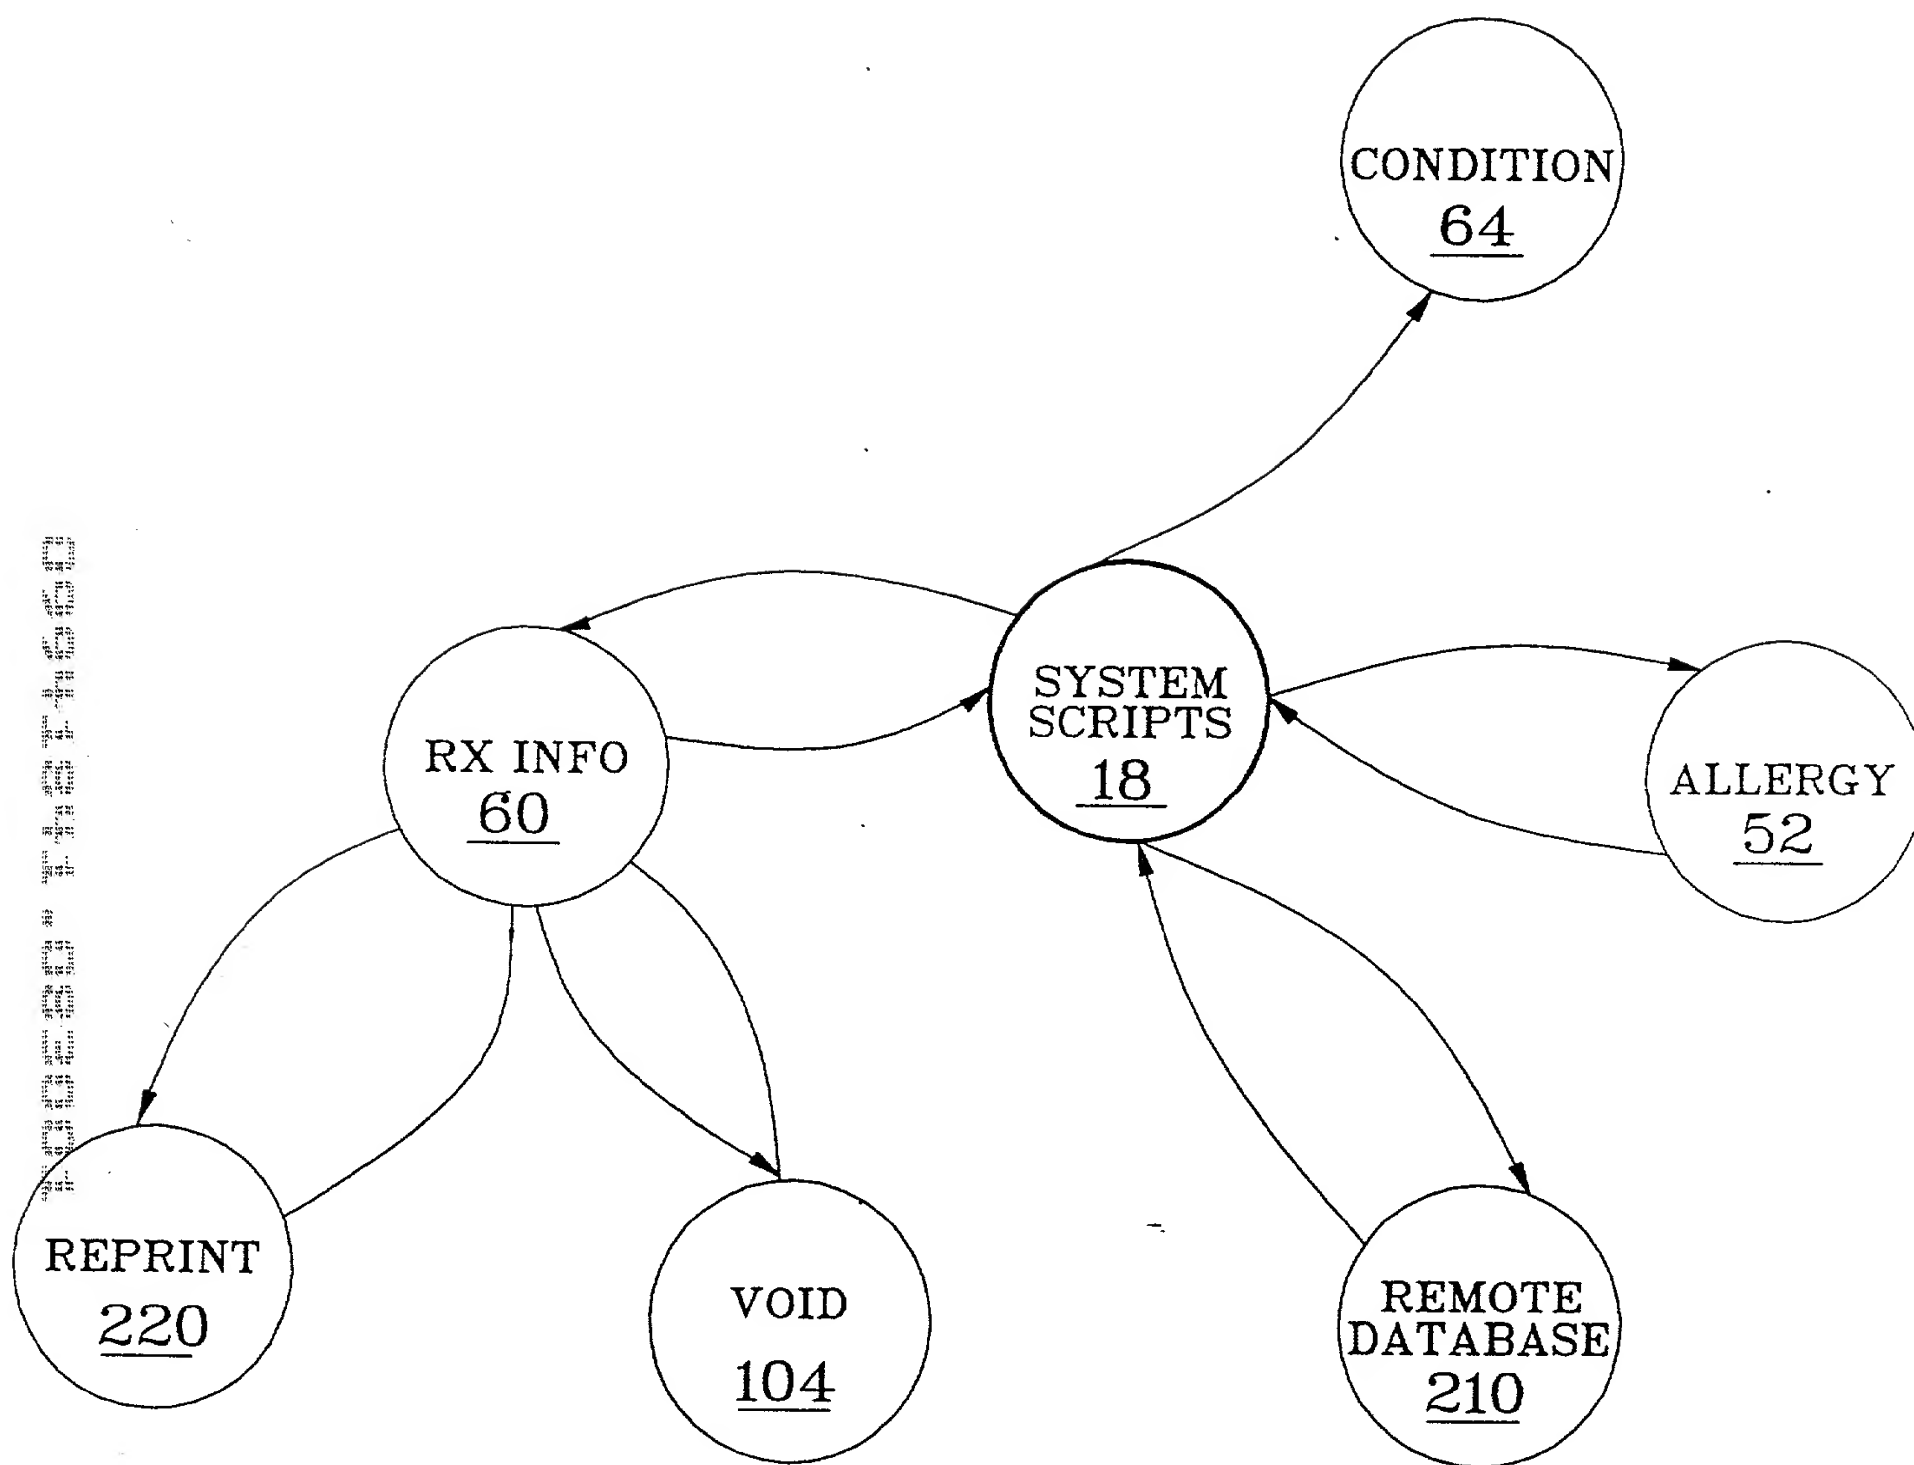 CONDITION
64
SYSTEM
SCRIPTS
18
RX INFO
60
ALLERGY
52
REPRINT
220
VOID
104
REMOTE
DATABASE
210